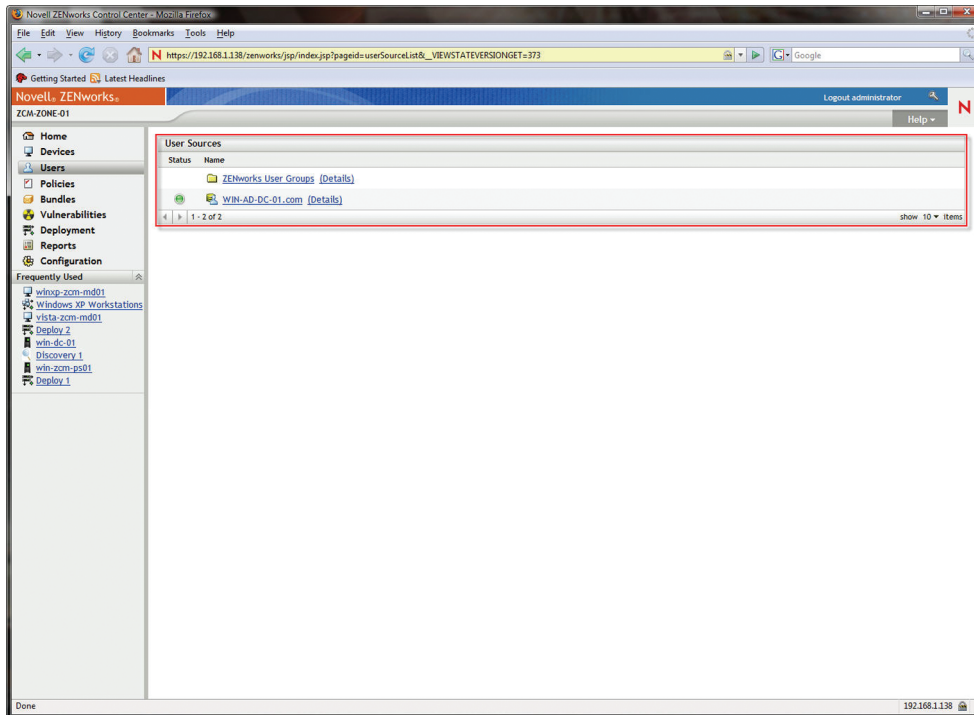 Novell ZENworks Control Center - Mozilla Firefox
File Edit View History Bookmarks Tools Help
https://192.168.1.138/zenworks/jsp/index.jsp?pageid=userSourceList&_VIEWSTATEVERSIONGET=373
Google
Getting Started Latest Headlines
Novell® ZENworks®
Logout administrator
N
ZCM-ZONE-01
Help
Home
Devices
Users
Policies
Bundles
Vulnerabilities
Deployment
Reports
Configuration
Frequently Used
winxp-zcm-md01
Windows XP Workstations
vista-zcm-md01
Deploy 2
win-dc-01
Discovery 1
win-zcm-ps01
Deploy 1
User Sources
Status Name
ZENworks User Groups (Details)
WIN-AD-DC-01.com (Details)
1 - 2 of 2
show 10 items
Done
192.168.1.138